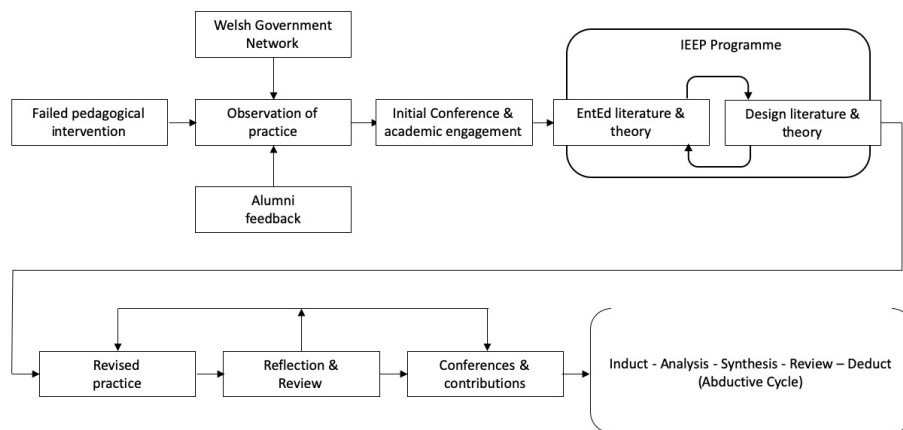 Welsh Government
Network
IEEP Programme
Failed pedagogical
intervention
Observation of
practice
Initial Conference &
academic engagement
EntEd literature &
theory
Design literature &
theory
Alumni
feedback
Revised
practice
Reflection &
Review
Conferences &
contributions
Induct - Analysis - Synthesis - Review – Deduct
(Abductive Cycle)